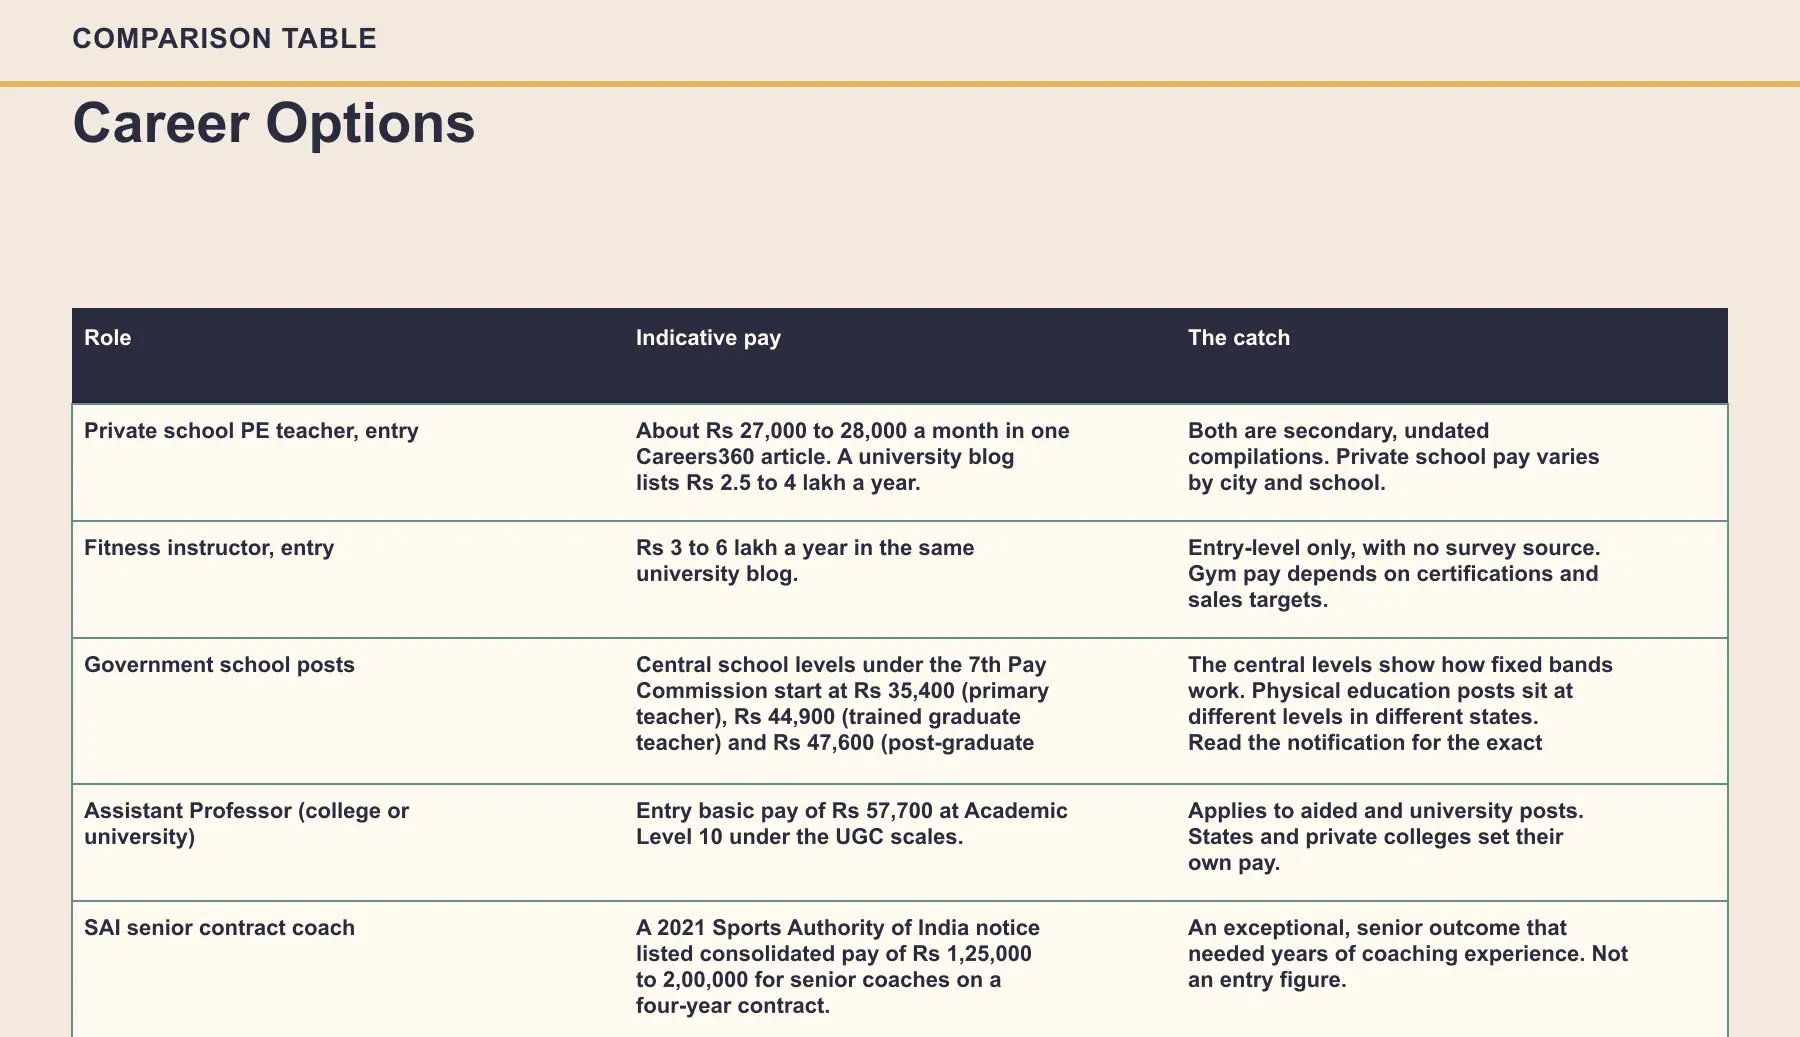 COMPARISON TABLE
Career Options
Role
Indicative pay
The catch
Private school PE teacher, entry
About Rs 27,000 to 28,000 a month in one
Careers360 article. A university blog
lists Rs 2.5 to 4 lakh a year.
Both are secondary, undated
compilations. Private school pay varies
by city and school.
Fitness instructor, entry
Rs 3 to 6 lakh a year in the same
university blog.
Entry-level only, with no survey source.
Gym pay depends on certifications and
sales targets.
Government school posts
Central school levels under the 7th Pay
Commission start at Rs 35,400 (primary
teacher), Rs 44,900 (trained graduate
teacher) and Rs 47,600 (post-graduate
The central levels show how fixed bands
work. Physical education posts sit at
different levels in different states.
Read the notification for the exact
Assistant Professor (college or
university)
Entry basic pay of Rs 57,700 at Academic
Level 10 under the UGC scales.
Applies to aided and university posts.
States and private colleges set their
own pay.
SAI senior contract coach
A 2021 Sports Authority of India notice
listed consolidated pay of Rs 1,25,000
to 2,00,000 for senior coaches on a
four-year contract.
An exceptional, senior outcome that
needed years of coaching experience. Not
an entry figure.